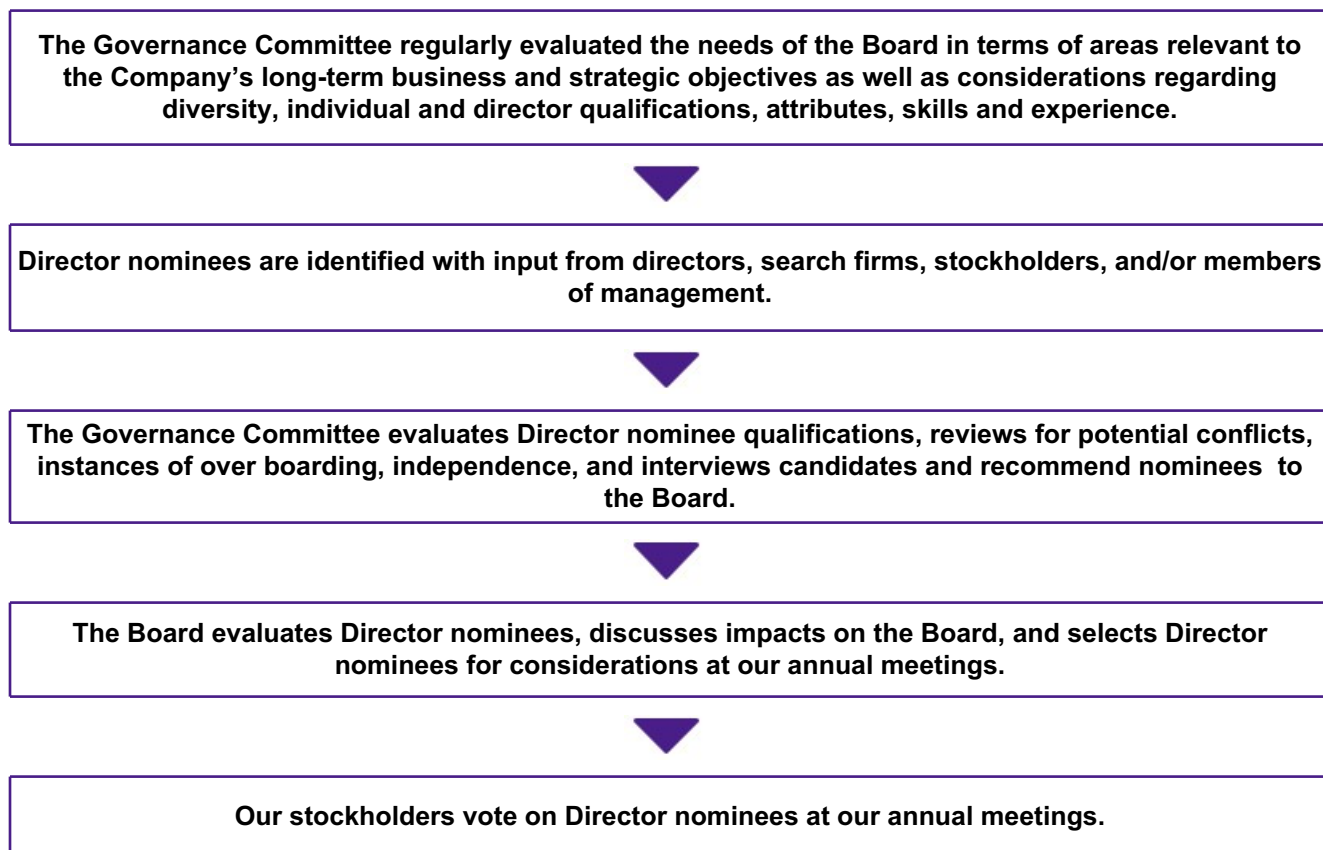 The Governance Committee regularly evaluated the needs of the Board in terms of areas relevant to
the Company’s long-term business and strategic objectives as well as considerations regarding
diversity, individual and director qualifications, attributes, skills and experience.
Director nominees are identified with input from directors, search firms, stockholders, and/or members
of management.
The Governance Committee evaluates Director nominee qualifications, reviews for potential conflicts,
instances of over boarding, independence, and interviews candidates and recommend nominees  to
the Board.
The Board evaluates Director nominees, discusses impacts on the Board, and selects Director
nominees for considerations at our annual meetings.
Our stockholders vote on Director nominees at our annual meetings.